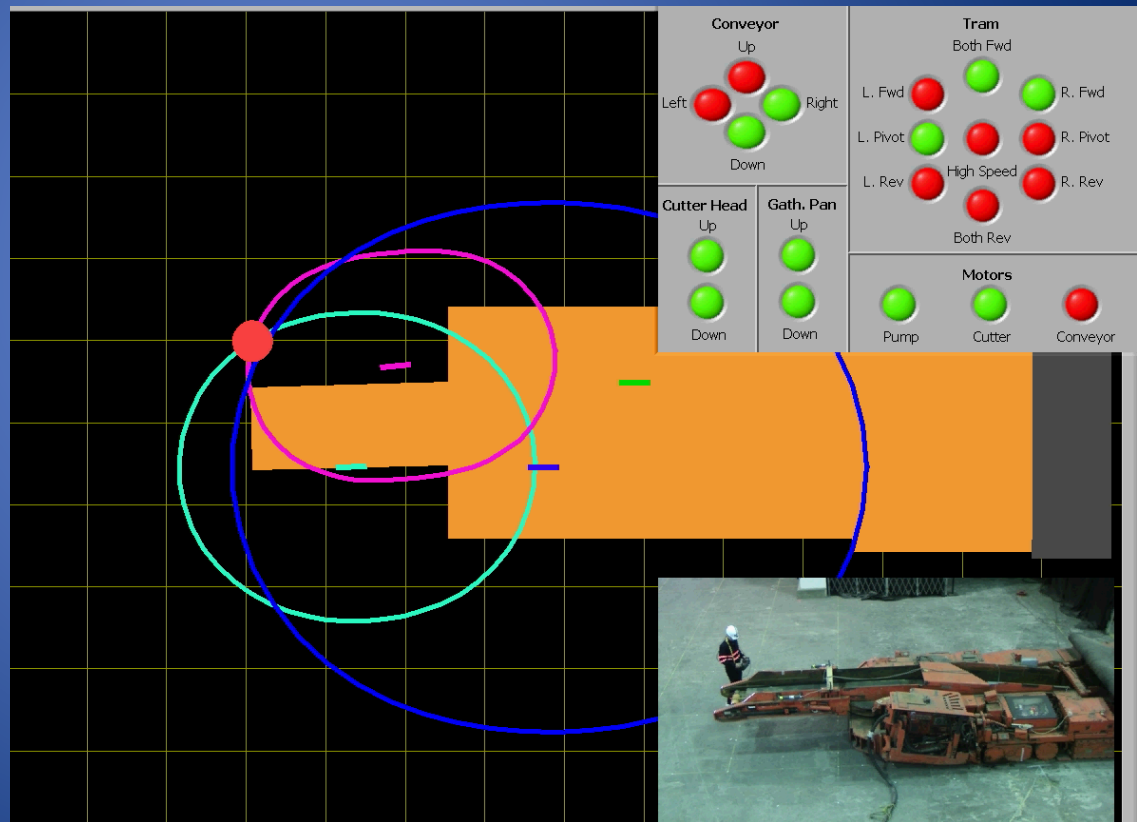 Conveyor
Up
Left
Right
Down
Tram
Both Fwd
L. Fwd
R. Fwd
L. Pivot
R. Pivot
High Speed
L. Rev
R. Rev
Both Rev
Cutter Head
Up
Down
Gath. Pan
Up
Down
Motors
Pump
Cutter
Conveyor